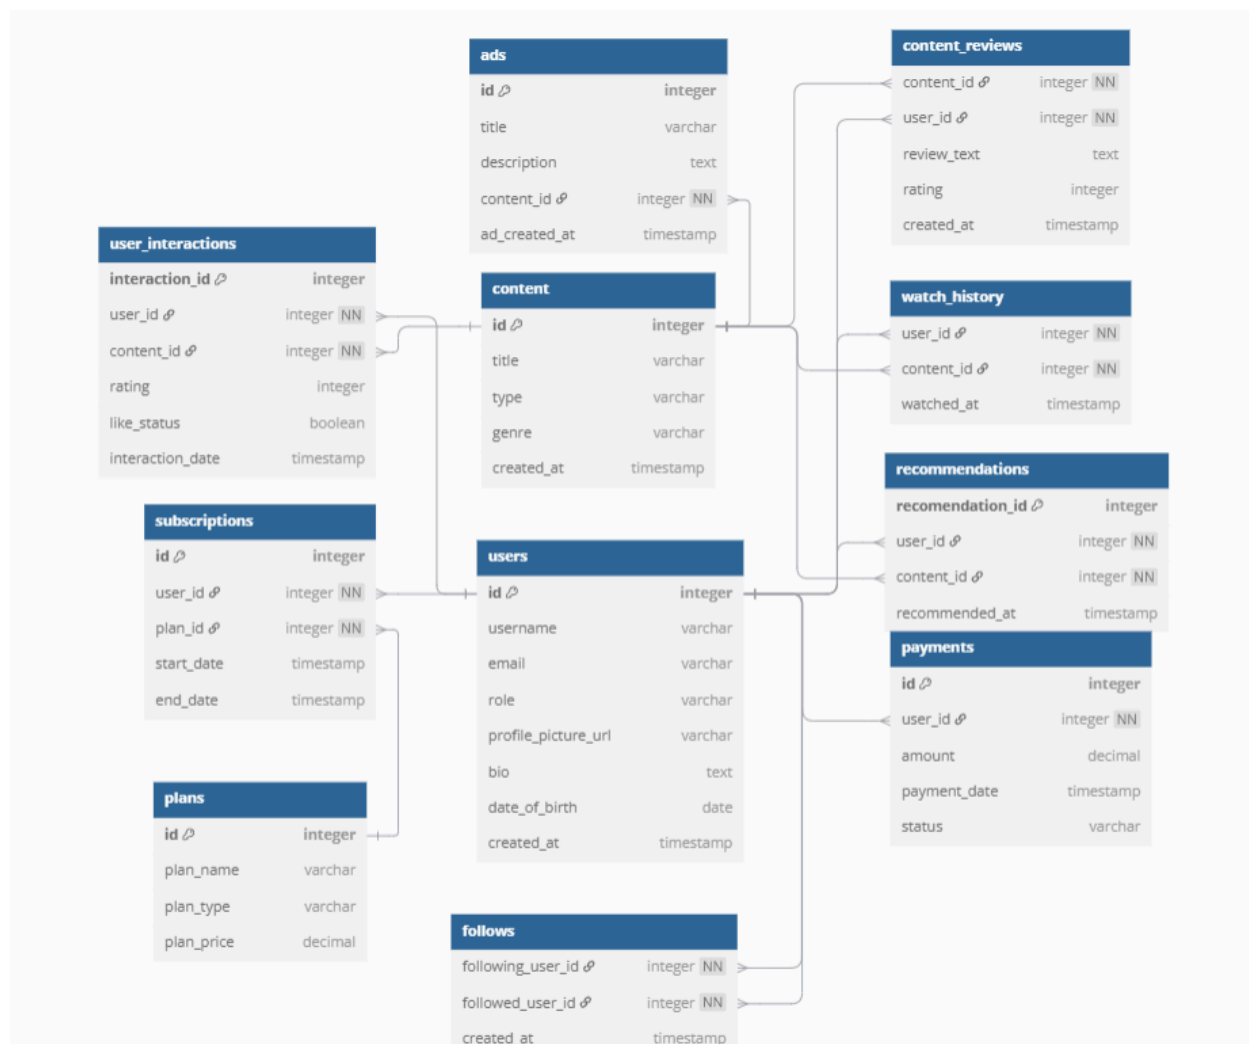 ads
id integer
title varchar
description text
content_id integer NN
ad_created_at timestamp
content_reviews
content_id integer NN
user_id integer NN
review_text text
rating integer
created_at timestamp
user_interactions
interaction_id integer
user_id integer NN
content_id integer NN
rating integer
like_status boolean
interaction_date timestamp
content
id integer
title varchar
type varchar
genre varchar
created_at timestamp
watch_history
user_id integer NN
content_id integer NN
watched_at timestamp
recommendations
recomendation_id integer
user_id integer NN
content_id integer NN
recommended_at timestamp
subscriptions
id integer
user_id integer NN
plan_id integer NN
start_date timestamp
end_date timestamp
users
id integer
username varchar
email varchar
role varchar
profile_picture_url varchar
bio text
date_of_birth date
created_at timestamp
payments
id integer
user_id integer NN
amount decimal
payment_date timestamp
status varchar
plans
id integer
plan_name varchar
plan_type varchar
plan_price decimal
follows
following_user_id integer NN
followed_user_id integer NN
created_at timestamp